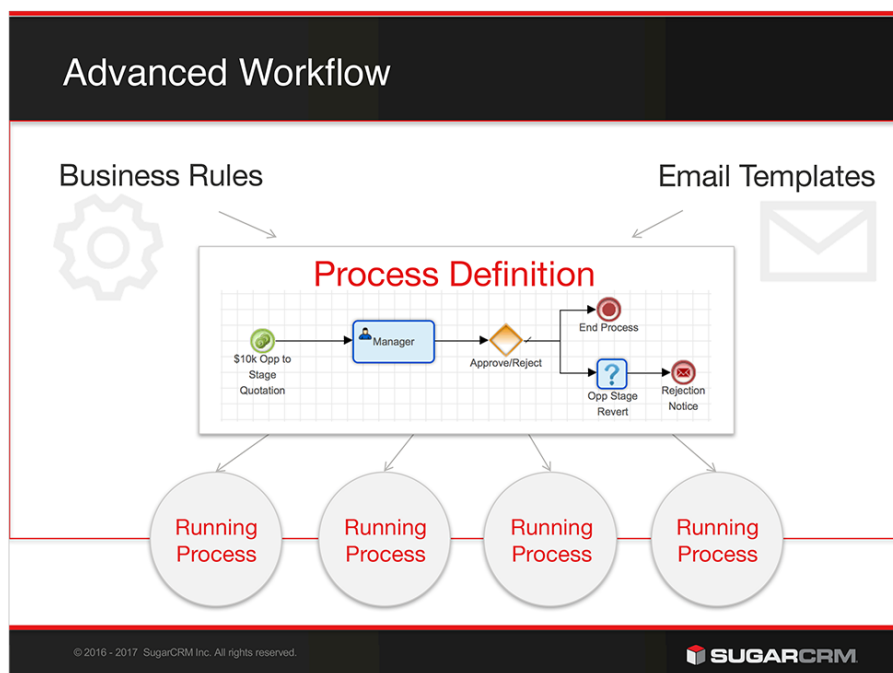 Advanced Workflow
Business Rules
Email Templates
Process Definition
$10k Opp to
Stage
Quotation
Manager
Approve/Reject
End Process
Opp Stage
Revert
Rejection
Notice
Running
Process
Running
Process
Running
Process
Running
Process
© 2016 - 2017 SugarCRM Inc. All rights reserved.
SUGARCRM